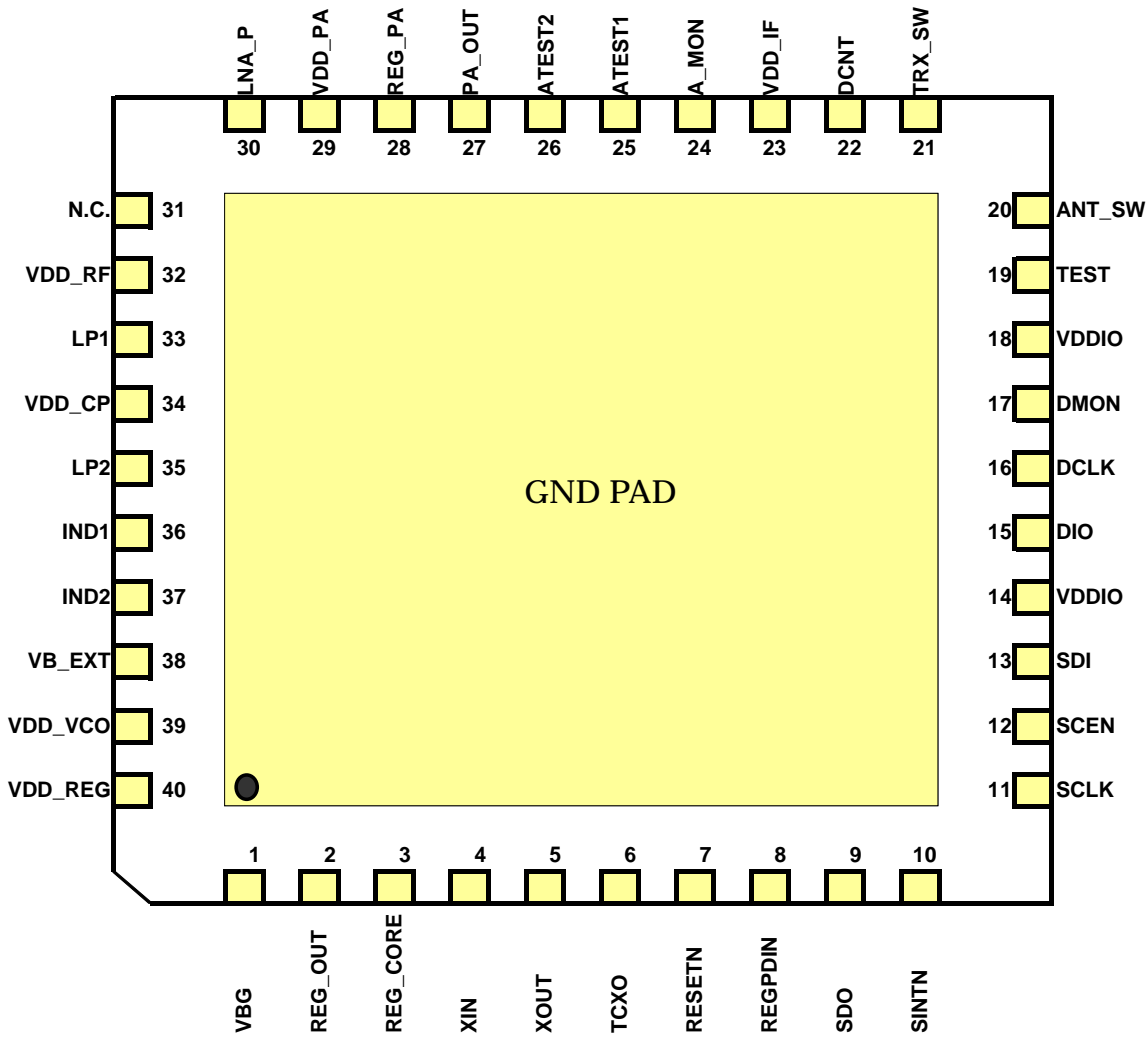 LNA_P
VDD_PA
REG_PA
PA_OUT
ATEST2
ATEST1
A_MON
VDD_IF
DCNT
TRX_SW
30 29 28 27 26 25 24 23 22 21
N.C. 31
20 ANT_SW
VDD_RF 32
19 TEST
LP1 33
18 VDDIO
VDD_CP 34
17 DMON
LP2 35
16 DCLK
GND PAD
IND1 36
15 DIO
IND2 37
14 VDDIO
VB_EXT 38
13 SDI
VDD_VCO 39
12 SCEN
VDD_REG 40
11 SCLK
1 2 3 4 5 6 7 8 9 10
VBG
REG_OUT
REG_CORE
XIN
XOUT
TCXO
RESETN
REGPDIN
SDO
SINTN